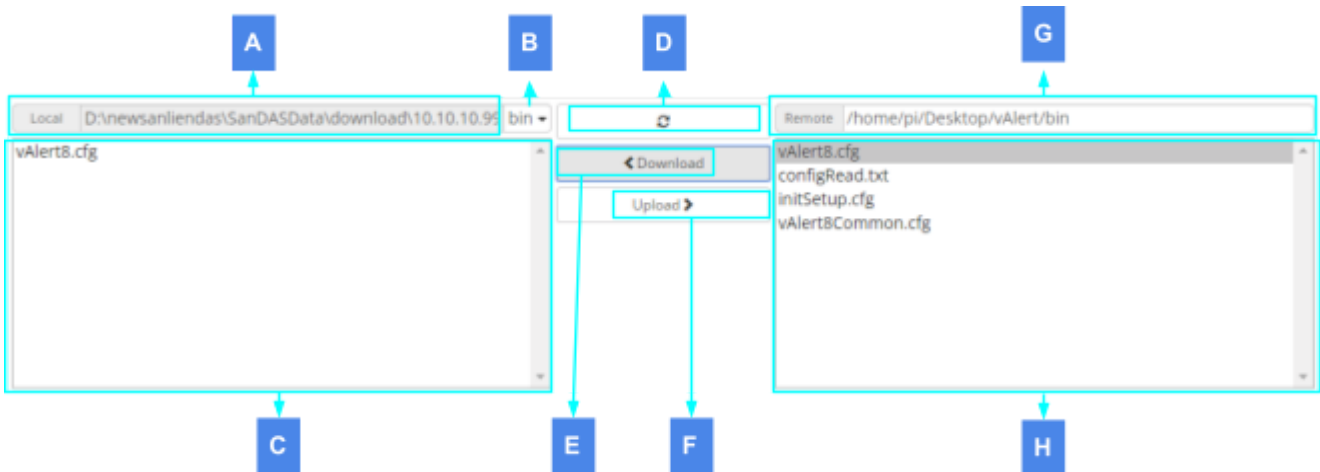 A
B
D
G
Local D:\newsanliendas\SanDASData\download\10.10.10.99 bin
Remote /home/pi/Desktop/vAlert/bin
vAlert8.cfg
Download
Upload
vAlert8.cfg
configRead.txt
initSetup.cfg
vAlert8Common.cfg
C
E
F
H